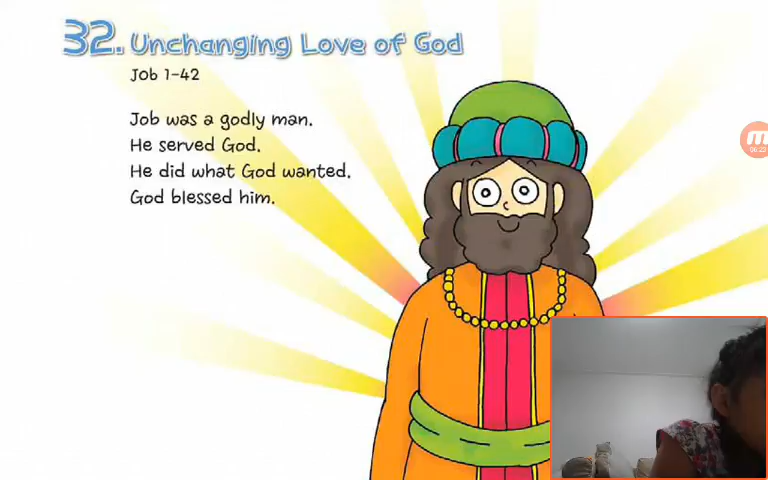 32. Unchanging Love of God
Job 1-42
Job was a godly man.
He served God.
He did what God wanted.
God blessed him.